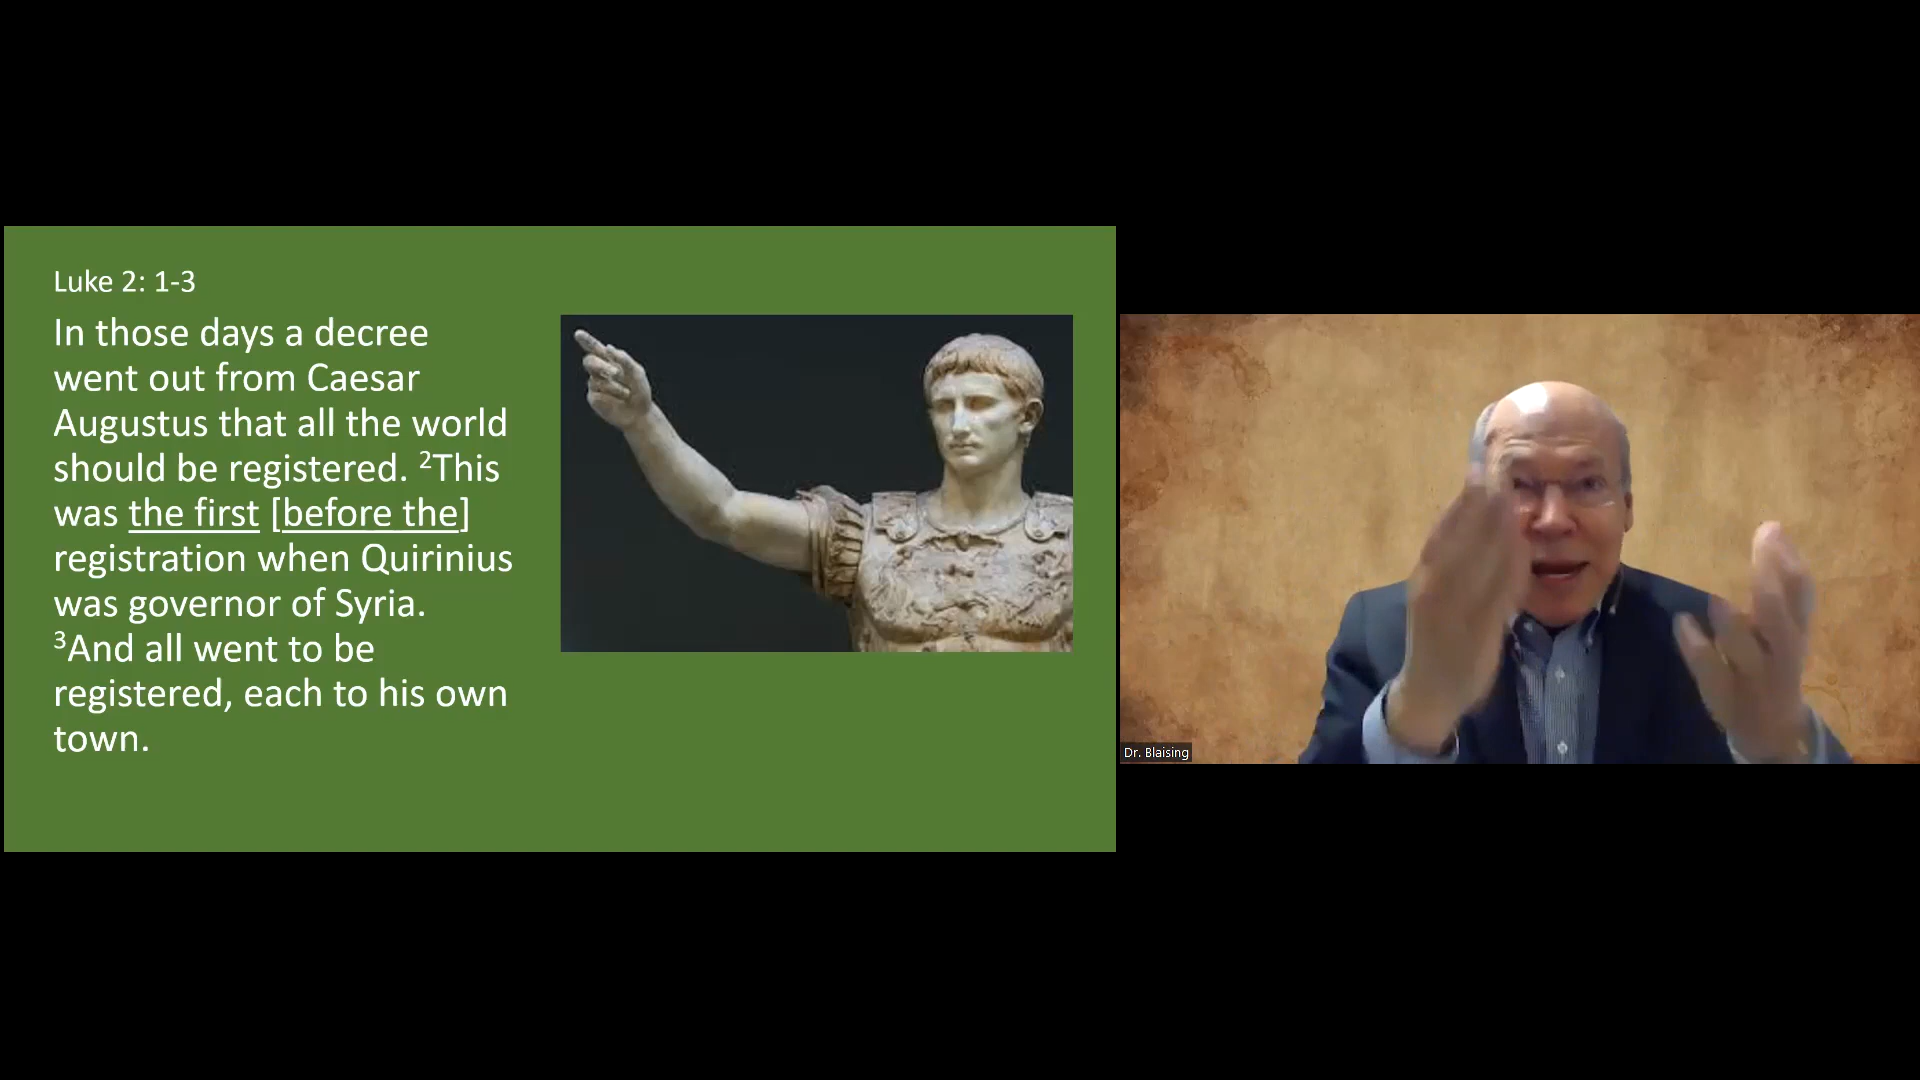 Luke 2: 1-3
In those days a decree
went out from Caesar
Augustus that all the world
should be registered. ²This
was the first [before the]
registration when Quirinius
was governor of Syria.
³And all went to be
registered, each to his own
town.
Dr. Blaising